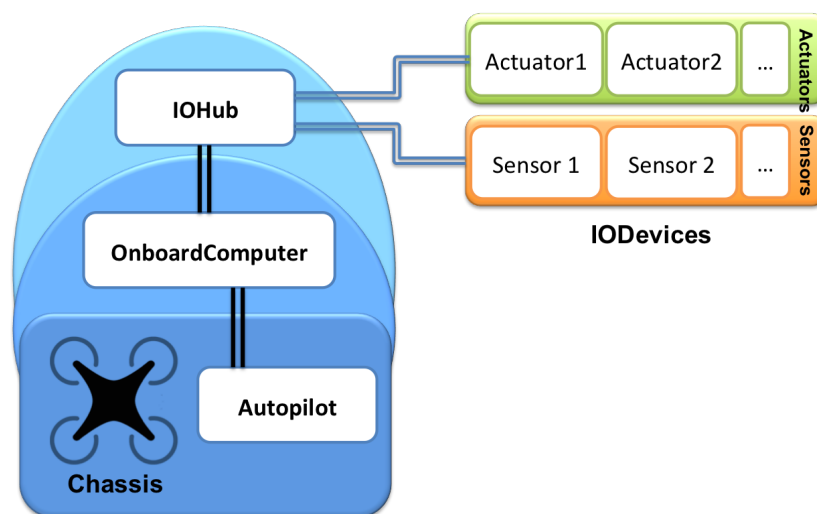 IOHub
Actuator1 Actuator2 ... Actuators
Sensor 1 Sensor 2 ... Sensors
IODevices
OnboardComputer
Autopilot
Chassis